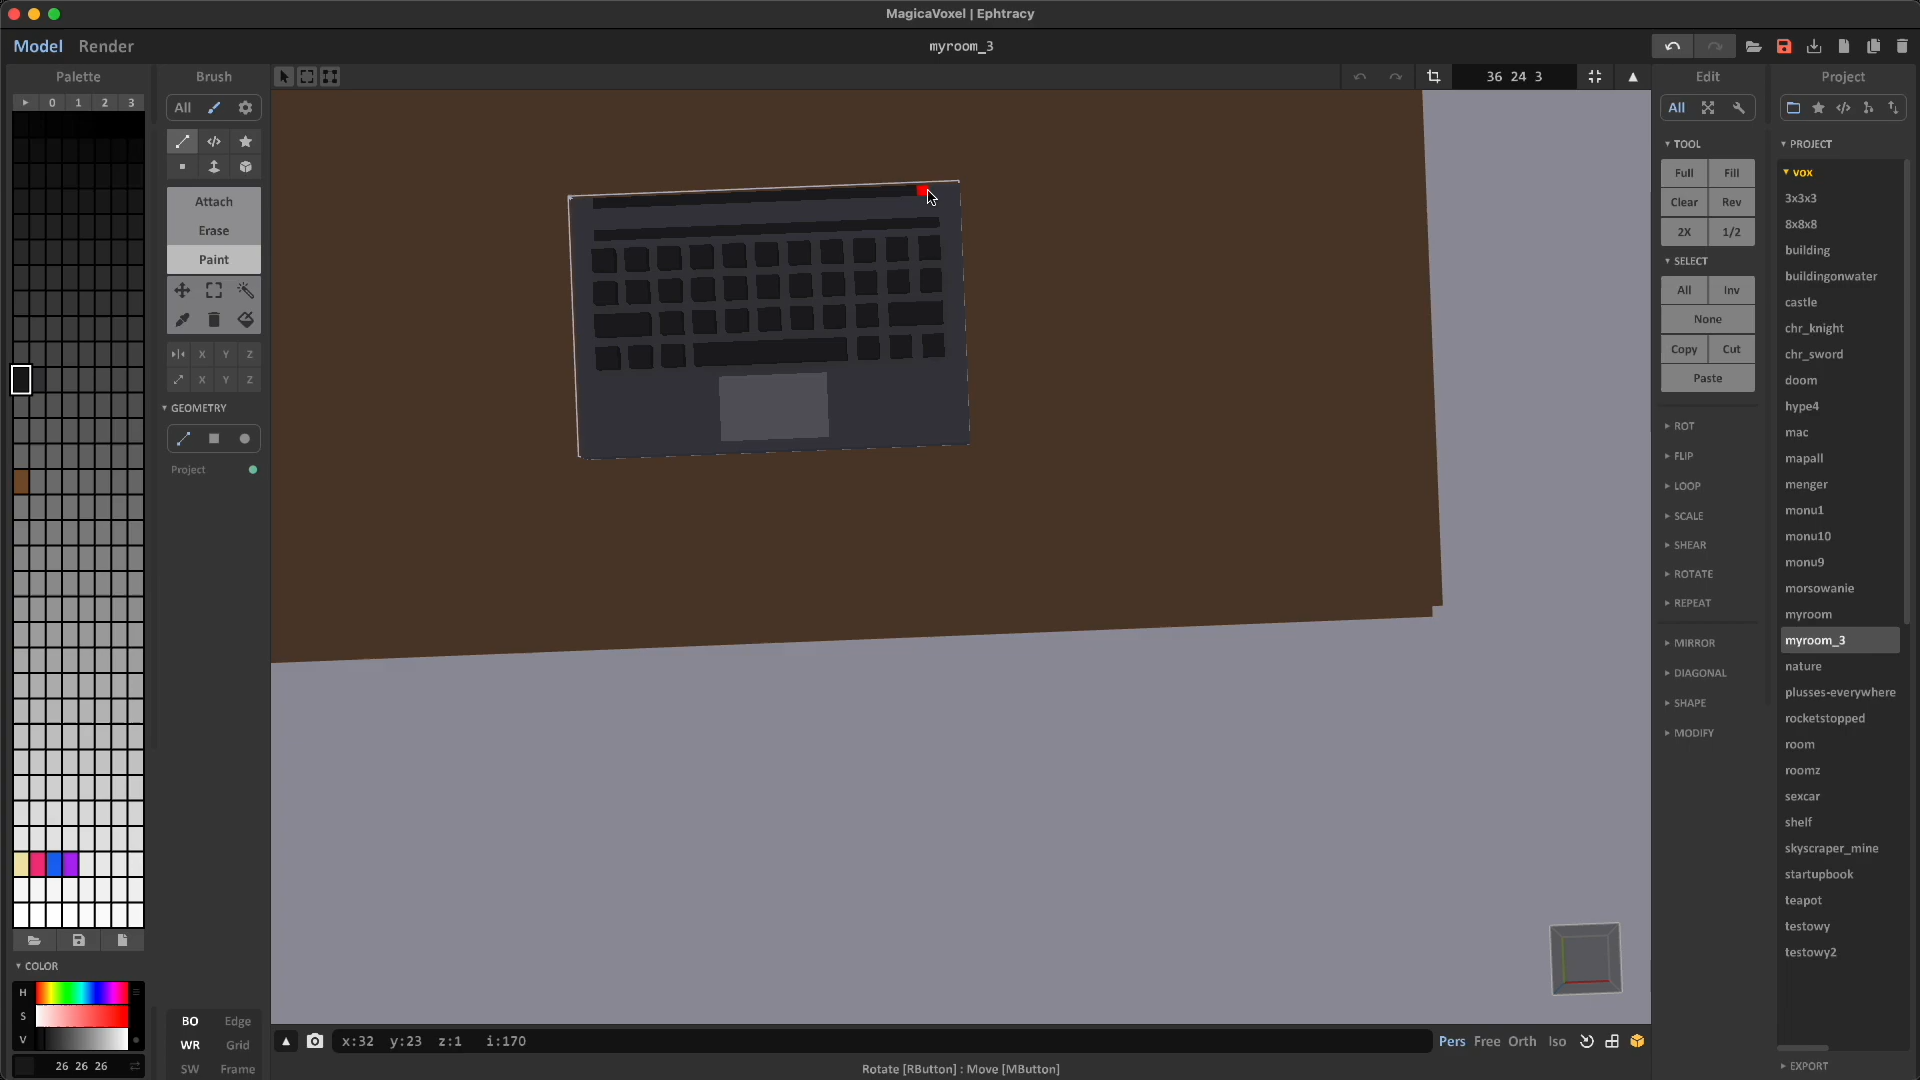 MagicaVoxel | Ephtracy
Model Render
myroom_3
Palette
Brush
36 24 3
Edit
Project
0 1 2 3
All
All
TOOL
PROJECT
Full Fill
vox
Attach
Clear Rev
3x3x3
Erase
2X 1/2
8x8x8
Paint
SELECT
building
All Inv
buildingonwater
None
castle
Copy Cut
chr_knight
X Y Z
Paste
chr_sword
X Y Z
doom
GEOMETRY
hype4
ROT
mac
Project
FLIP
mapall
LOOP
menger
SCALE
monu1
SHEAR
monu10
ROTATE
monu9
REPEAT
morsowanie
myroom
MIRROR
myroom_3
DIAGONAL
nature
SHAPE
plusses-everywhere
MODIFY
rocketstopped
room
roomz
sexcar
shelf
skyscraper_mine
startupbook
teapot
testowy
testowy2
COLOR
H
S
V
26 26 26
BO Edge
WR Grid
SW Frame
x:32 y:23 z:1 i:170
Pers Free Orth Iso
Rotate [RButton] : Move [MButton]
EXPORT